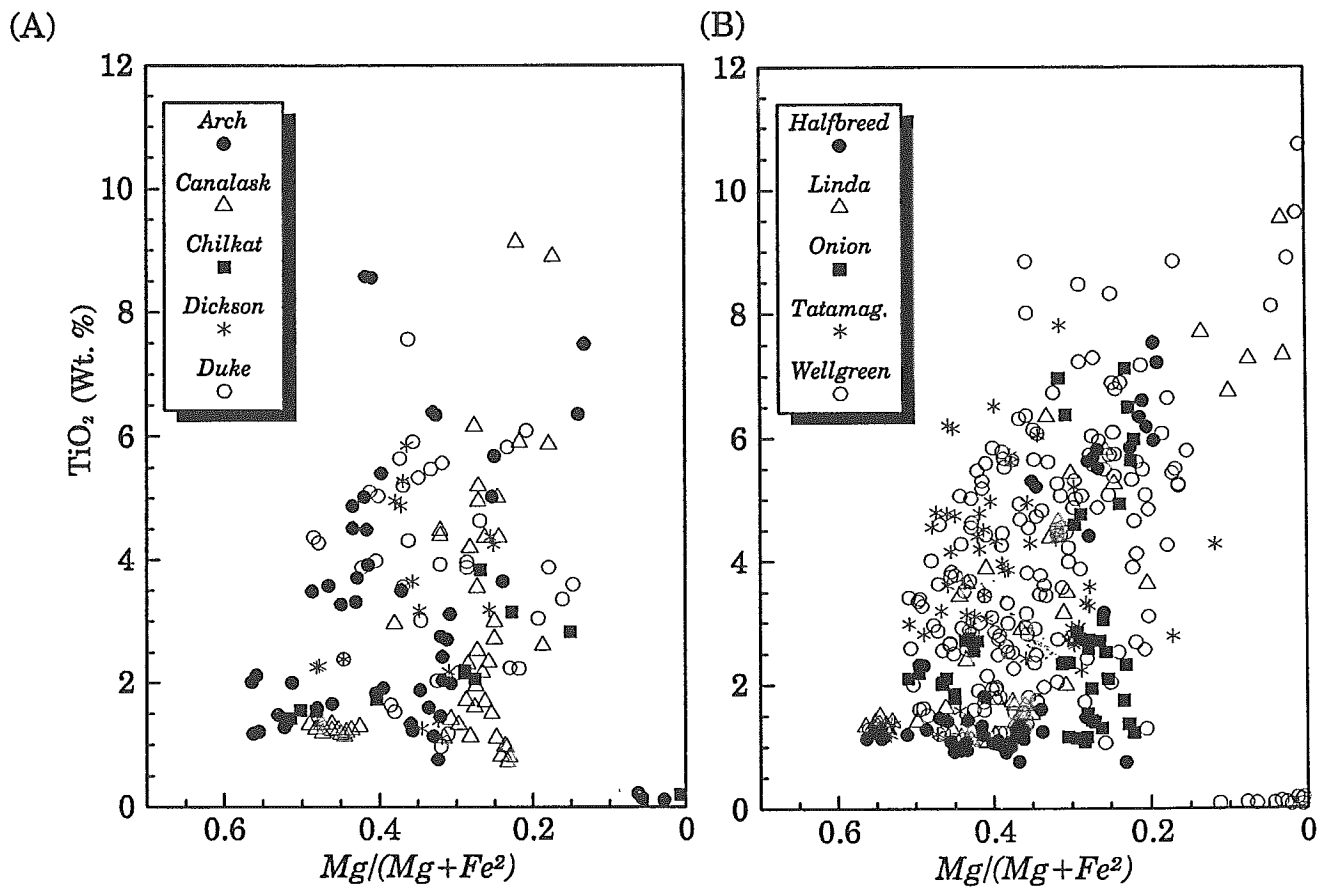 (A)
12
10
8
6
4
2
0
TiO₂ (Wt. %)
Arch
Canalask
Chilkat
Dickson
Duke
0.6 0.4 0.2 0
Mg/(Mg+Fe²)
(B)
12
10
8
6
4
2
0
Halfbreed
Linda
Onion
Tatamag.
Wellgreen
0.6 0.4 0.2 0
Mg/(Mg+Fe²)